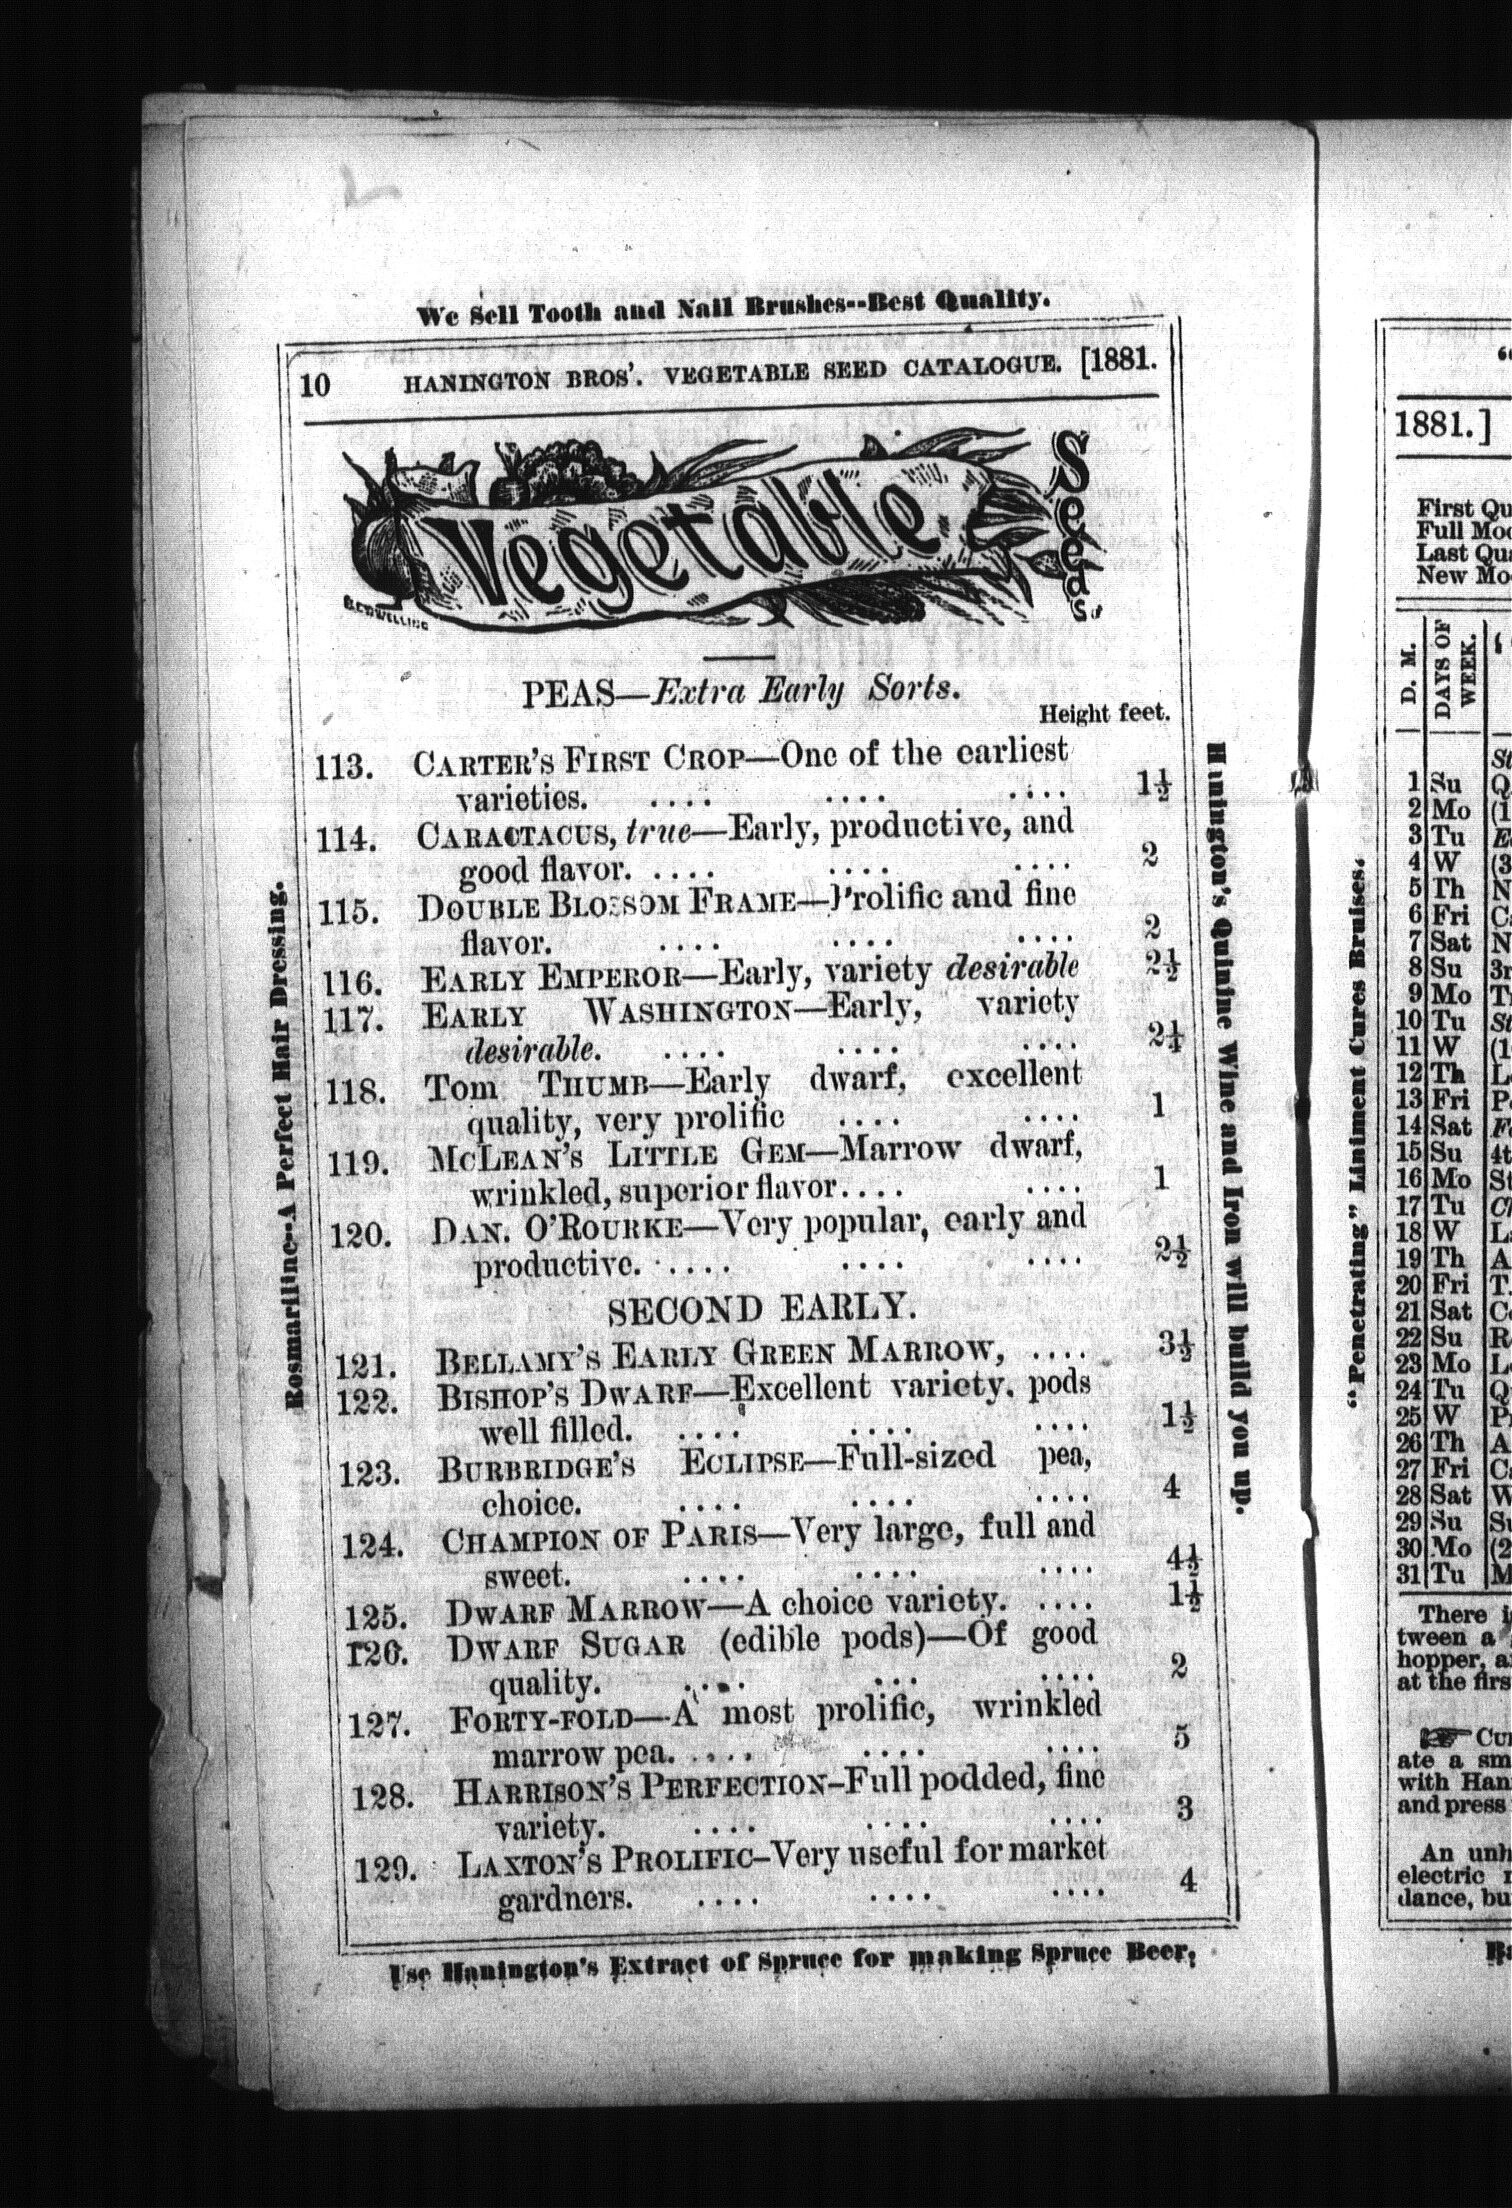 We Sell Tooth and Nail Brushes--Best Quality.
10 HANINGTON BROS'. VEGETABLE SEED CATALOGUE. [1881.
Vegetable Seeds
PEAS—Extra Early Sorts.
Height feet.
113. CARTER'S FIRST CROP—One of the earliest
varieties. .... .... .... 1½
114. CARACTACUS, true—Early, productive, and
good flavor. .... .... .... 2
115. DOUBLE BLOSSOM FRAME—Prolific and fine
flavor. .... .... .... 2
116. EARLY EMPEROR—Early, variety desirable 2½
117. EARLY WASHINGTON—Early, variety
desirable. .... .... .... 2¼
118. TOM THUMB—Early dwarf, excellent
quality, very prolific .... .... 1
119. MCLEAN'S LITTLE GEM—Marrow dwarf,
wrinkled, superior flavor.... .... 1
120. DAN. O'ROURKE—Very popular, early and
productive. .... .... .... 2½
SECOND EARLY.
121. BELLAMY'S EARLY GREEN MARROW, .... 3½
122. BISHOP'S DWARF—Excellent variety, pods
well filled. .... .... .... 1½
123. BURBRIDGE'S ECLIPSE—Full-sized pea,
choice. .... .... .... 4
124. CHAMPION OF PARIS—Very large, full and
sweet. .... .... .... 4½
125. DWARF MARROW—A choice variety. .... 1½
126. DWARF SUGAR (edible pods)—Of good
quality. .... ... .... 2
127. FORTY-FOLD—A most prolific, wrinkled
marrow pea. .... .... .... 5
128. HARRISON'S PERFECTION-Full podded, fine
variety. .... .... .... 3
129. LAXTON'S PROLIFIC-Very useful for market
gardners. .... .... .... 4
Use Hanington's Extract of Spruce for making Spruce Beer.
Rosmariline--A Perfect Hair Dressing.
Hanington's Quinine Wine and Iron will build you up.
"Penetrating" Liniment Cures Bruises.
1881.]
First
Full
Last
New
D. M. DAYS OF WEEK.
1 Su
2 Mo
3 Tu
4 W
5 Th
6 Fri
7 Sat
8 Su
9 Mo
10 Tu
11 W
12 Th
13 Fri
14 Sat
15 Su
16 Mo
17 Tu
18 W
19 Th
20 Fri
21 Sat
22 Su
23 Mo
24 Tu
25 W
26 Th
27 Fri
28 Sat
29 Su
30 Mo
31 Tu
There
tween a
hopper,
at the
ate a
with
and press
An
electric
dance,